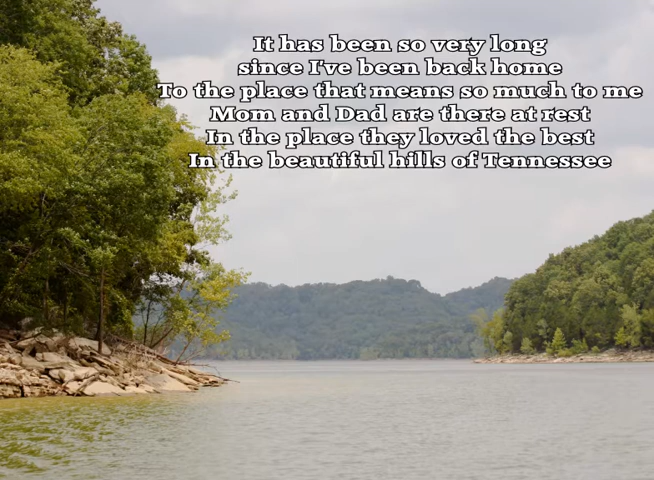 It has been so very long
since I've been back home
To the place that means so much to me
Mom and Dad are there at rest
In the place they loved the best
In the beautiful hills of Tennessee